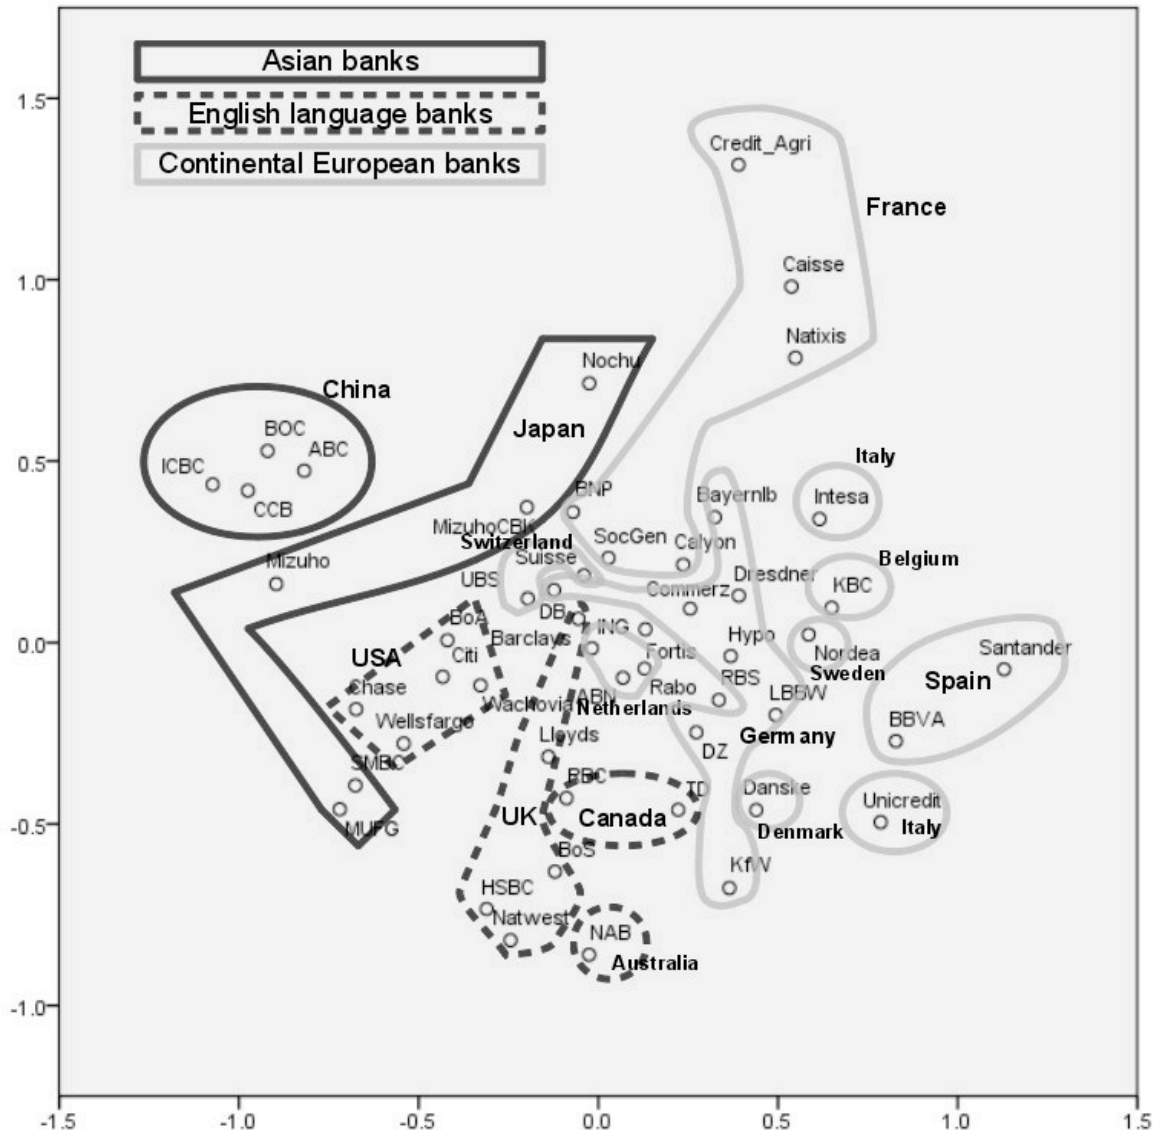 Asian banks
English language banks
Continental European banks
1.5
Credit_Agri
France
Caisse
1.0
Natixis
Nochu
China
BOC
Japan
ABC
Italy
ICBC
0.5
BNP
Bayernlb
Intesa
CCB
MizuhoCBK
SocGen
Calyon
Switzerland
Mizuho
Suisse
Belgium
UBS
Commerz
Dresdner
KBC
BoA
DB
ING
0.0
Barclays
Hypo
Nordea
Santander
USA
Citi
Fortis
Sweden
Chase
Wachovia
ABN
Rabo
RBS
LBBW
Spain
Netherlands
Wellsfargo
BBVA
Lloyds
Germany
DZ
SMBC
RBC
TD
Danske
Unicredit
-0.5
MUFG
UK
Canada
Denmark
Italy
BoS
KfW
HSBC
Natwest
NAB
Australia
-1.0
-1.5
-1.0
-0.5
0.0
0.5
1.0
1.5